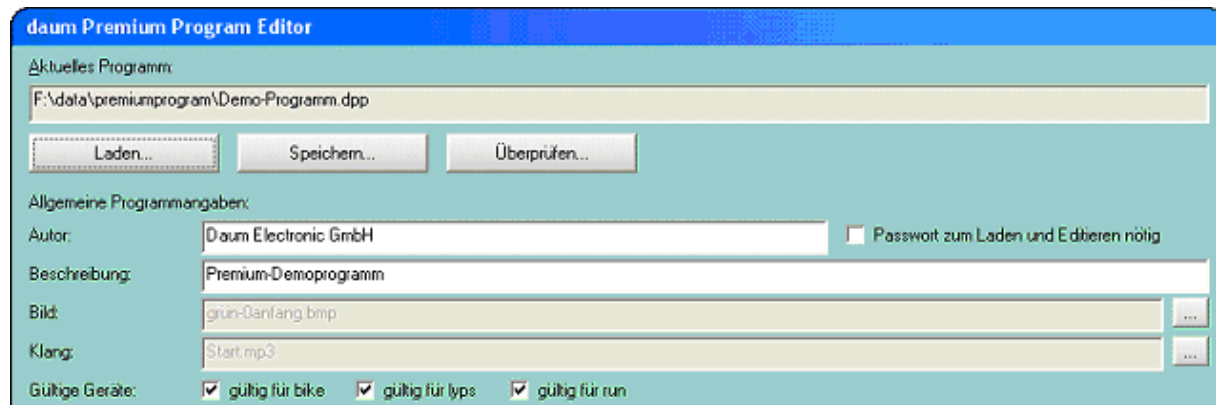 daum Premium Program Editor
Aktuelles Programm:
F:\data\premiumprogram\Demo-Programm.dpp
Laden... Speichern... Überprüfen...
Allgemeine Programmangaben:
Autor: Daum Electronic GmbH Passwort zum Laden und Editieren nötig
Beschreibung: Premium-Demoprogramm
Bild: grün-0anfang.bmp ...
Klang: Start.mp3 ...
Gültige Geräte: gültig für bike gültig für lyps gültig für run